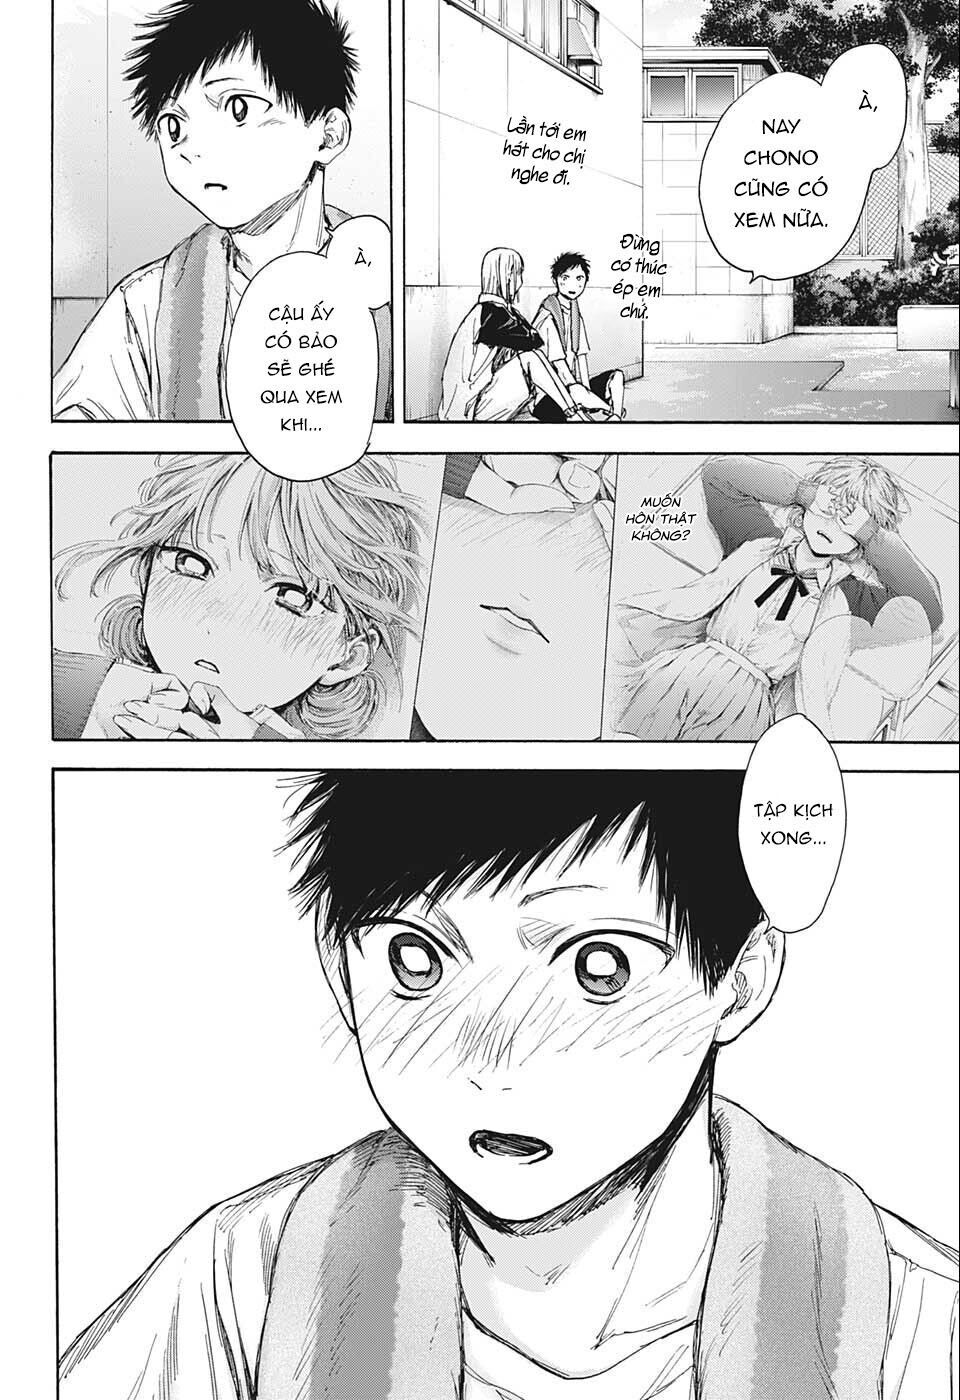 À,
NAY
CHONO
CŨNG CÓ
XEM NỮA.
Lần tới em
hát cho chị
nghe đi.
Đừng
có thúc
ép em
chứ.
À,
CẬU ẤY
CÓ BẢO
SẼ GHÉ
QUA XEM
KHI...
MUỐN
HÔN THẬT
KHÔNG?
TẬP KỊCH
XONG...